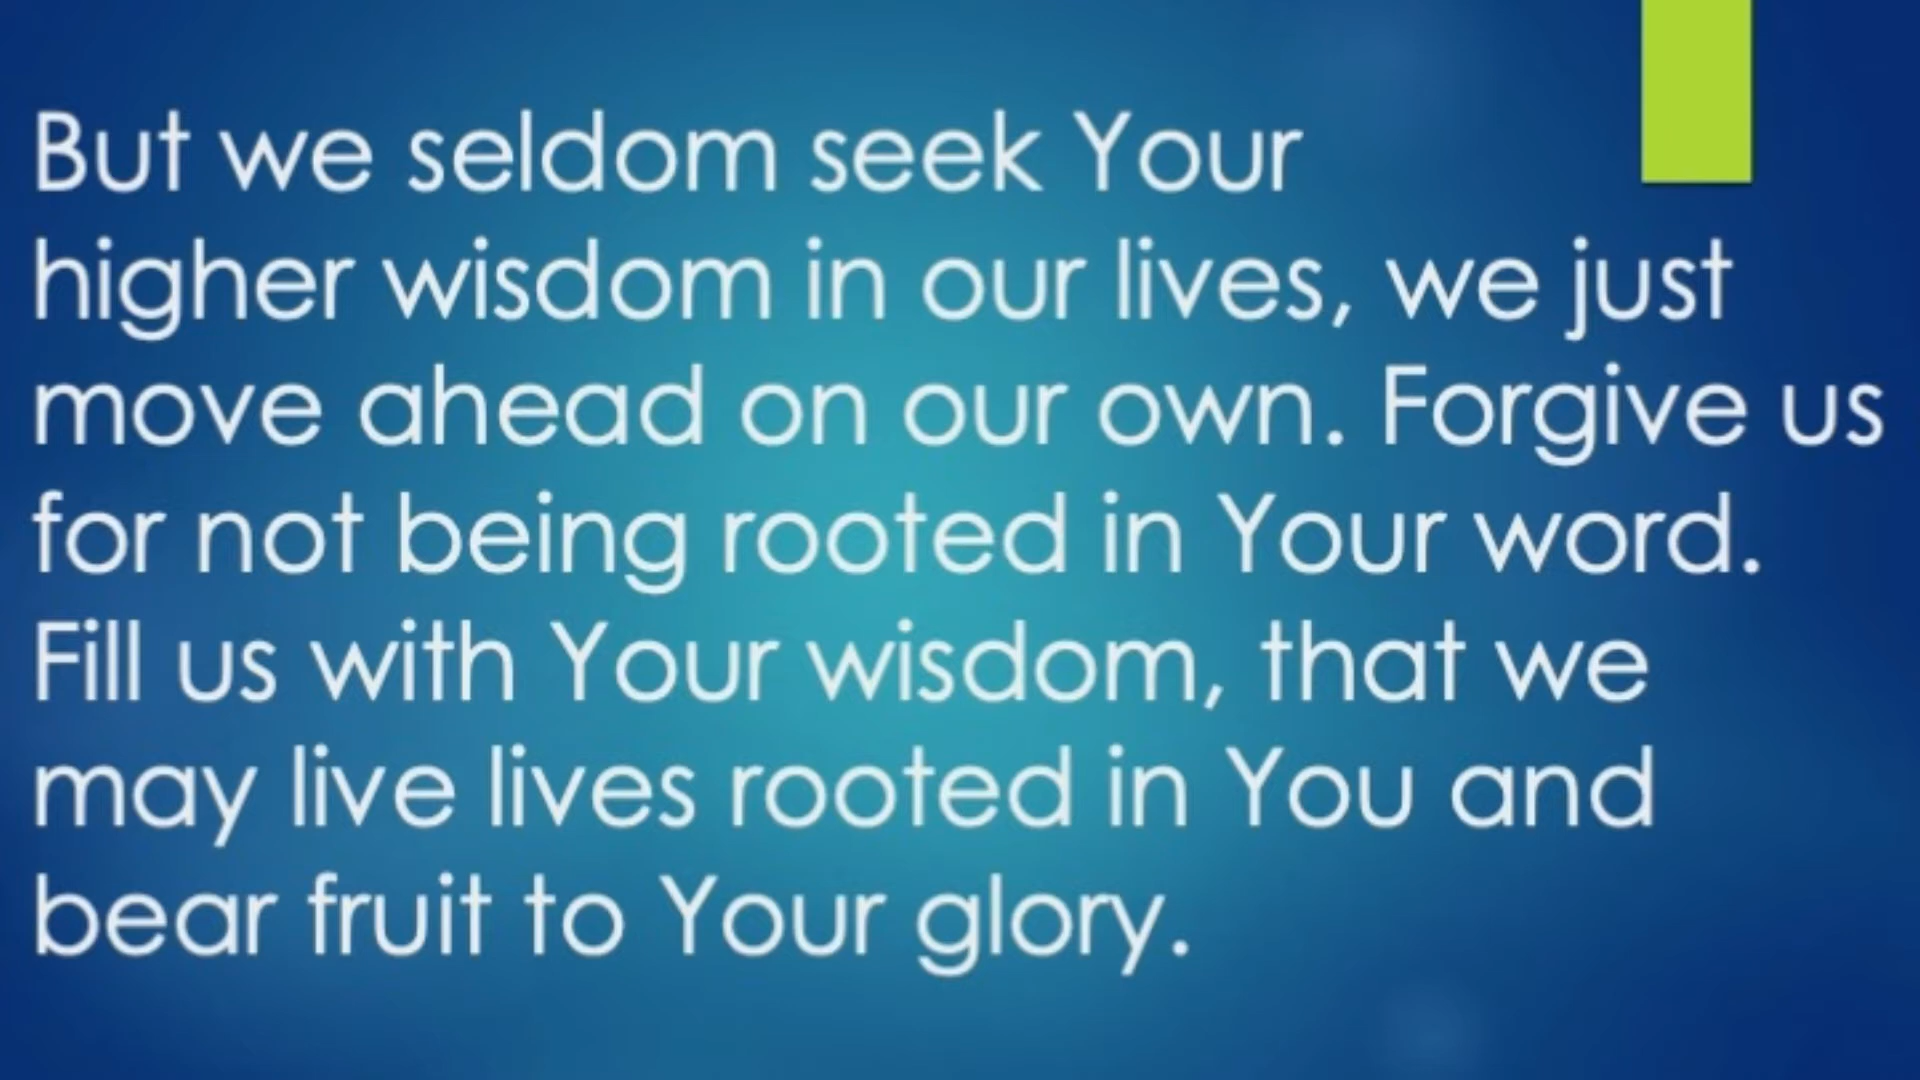 But we seldom seek Your
higher wisdom in our lives, we just
move ahead on our own. Forgive us
for not being rooted in Your word.
Fill us with Your wisdom, that we
may live lives rooted in You and
bear fruit to Your glory.